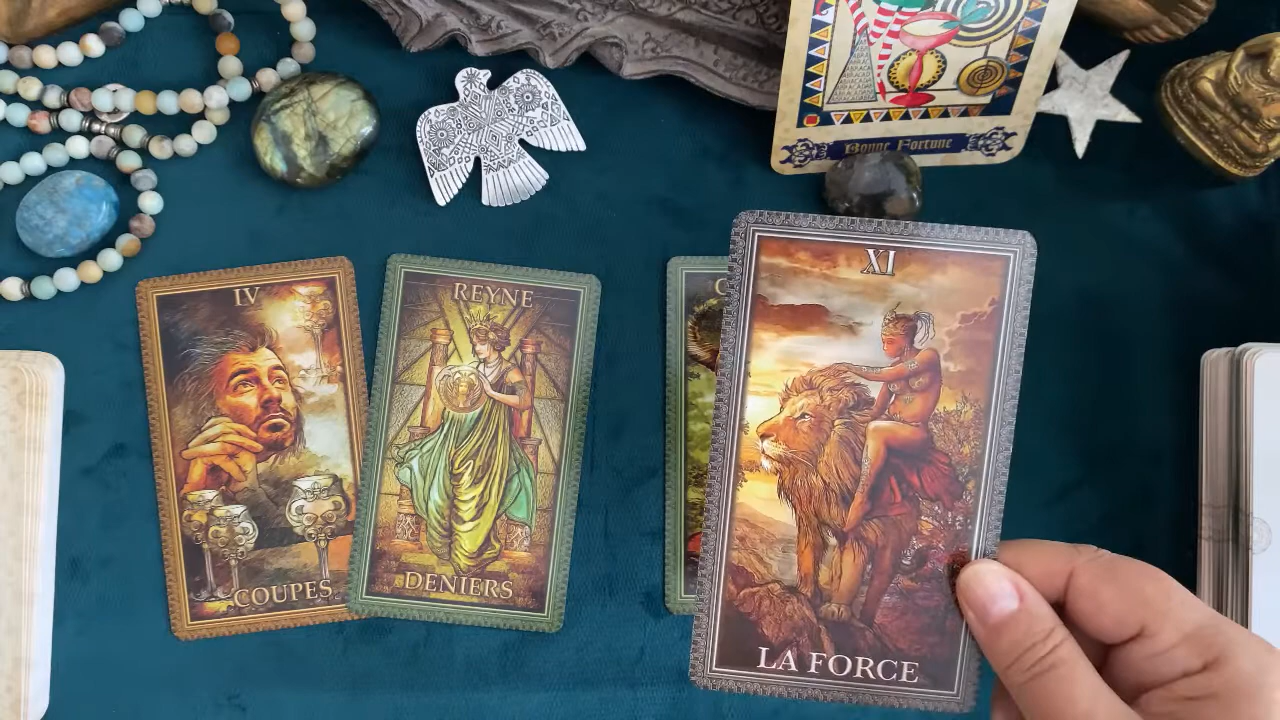 Bonne Fortune
IV
COUPES
REYNE
DENIERS
XI
LA FORCE